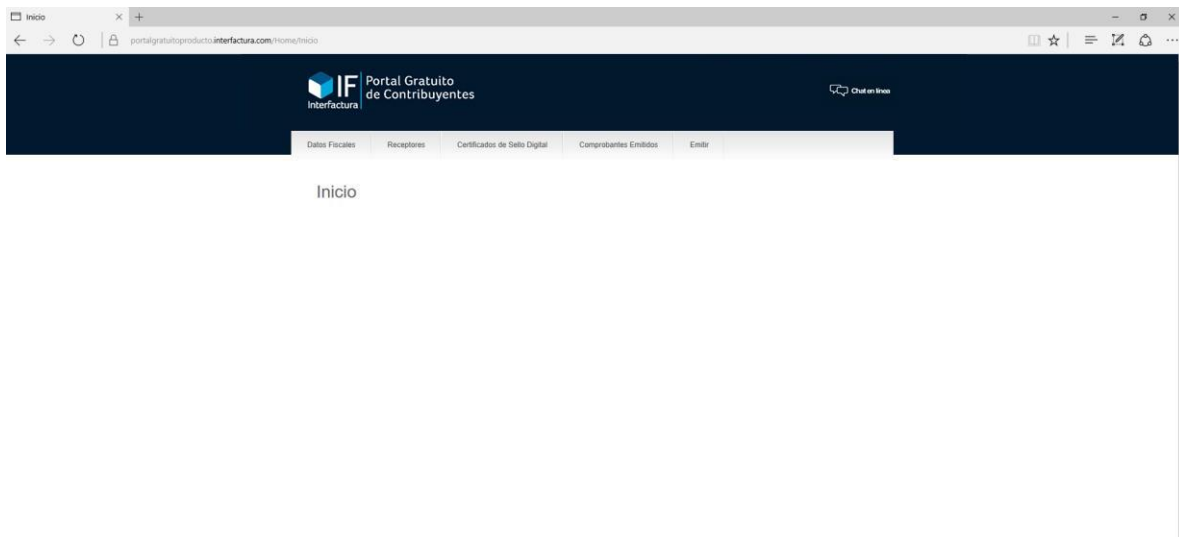 Inicio
portalgratuitoproducto.interfactura.com/Home/Inicio
IF
Interfactura
Portal Gratuito
de Contribuyentes
Chat en línea
Datos Fiscales
Receptores
Certificados de Sello Digital
Comprobantes Emitidos
Emitir
Inicio